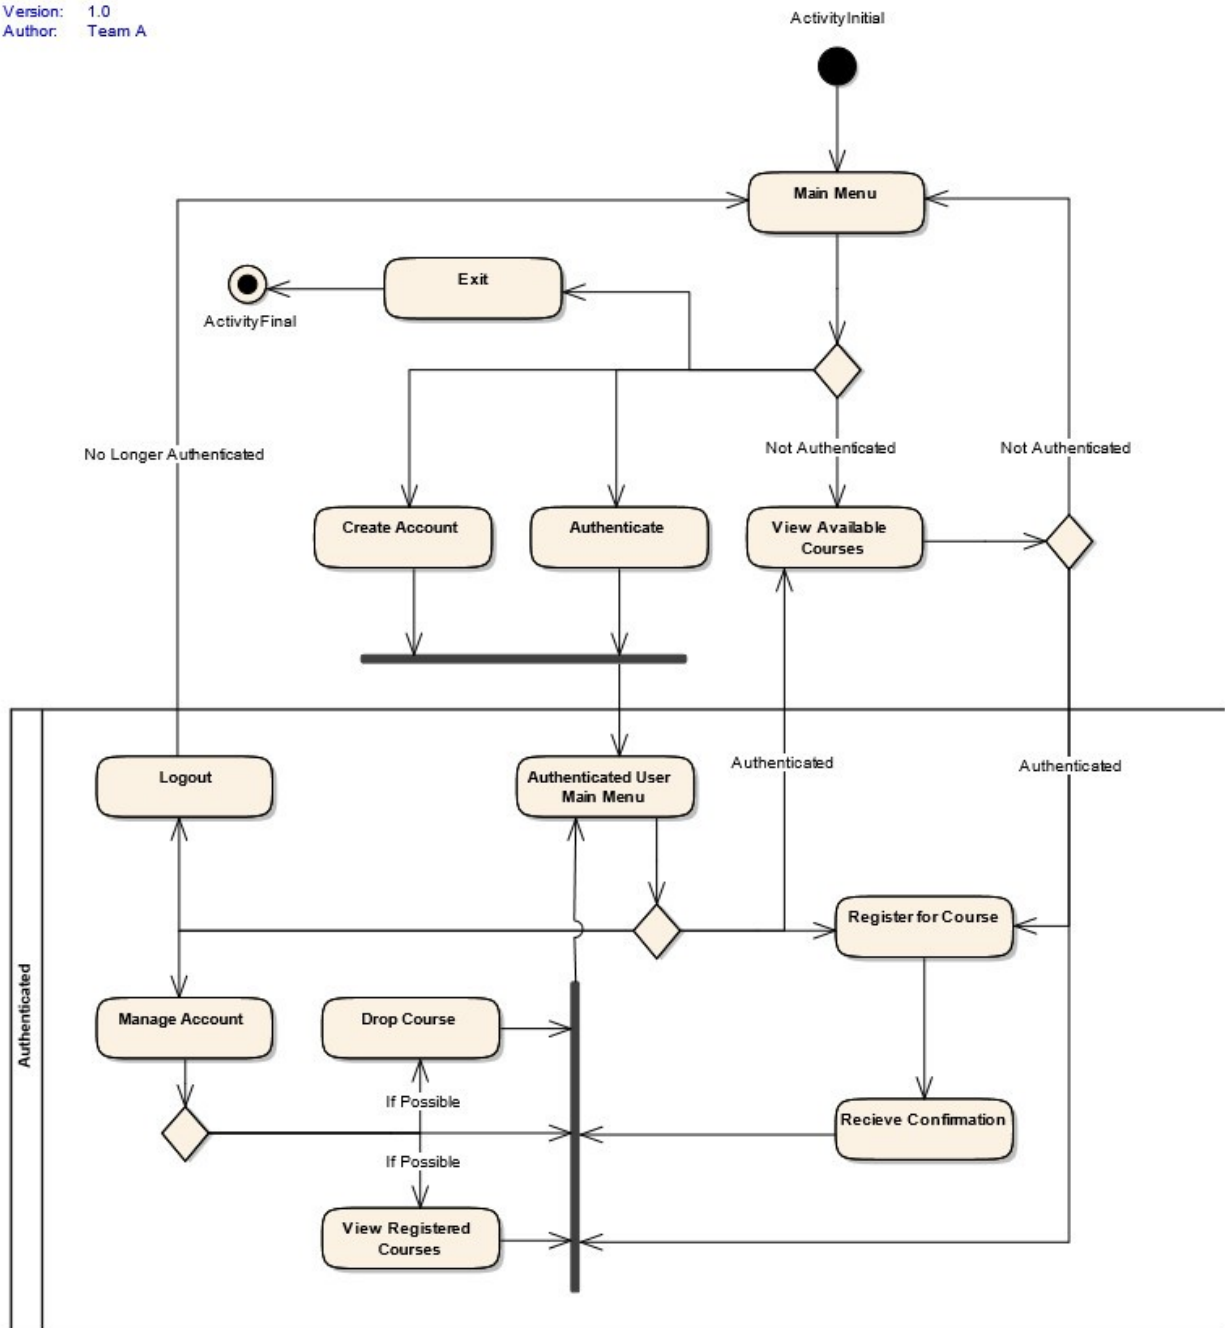 Version: 1.0
Author: Team A
ActivityInitial
Main Menu
Exit
ActivityFinal
No Longer Authenticated
Not Authenticated
Not Authenticated
Create Account
Authenticate
View Available
Courses
Logout
Authenticated User
Main Menu
Authenticated
Authenticated
Register for Course
Authenticated
Manage Account
Drop Course
If Possible
Recieve Confirmation
If Possible
View Registered
Courses